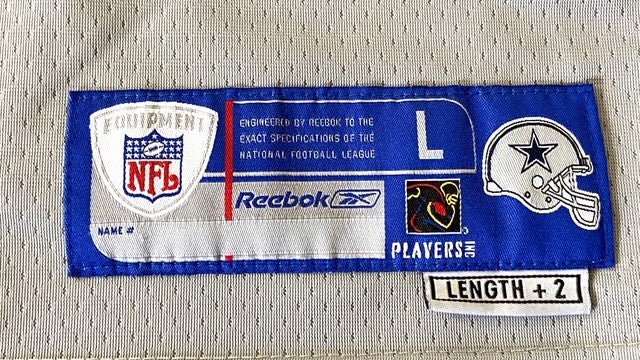 EQUIPMENT
NFL
ENGINEERED BY REEBOK TO THE
EXACT SPECIFICATIONS OF THE
NATIONAL FOOTBALL LEAGUE
L
Reebok
NAME #
PLAYERS INC
LENGTH + 2